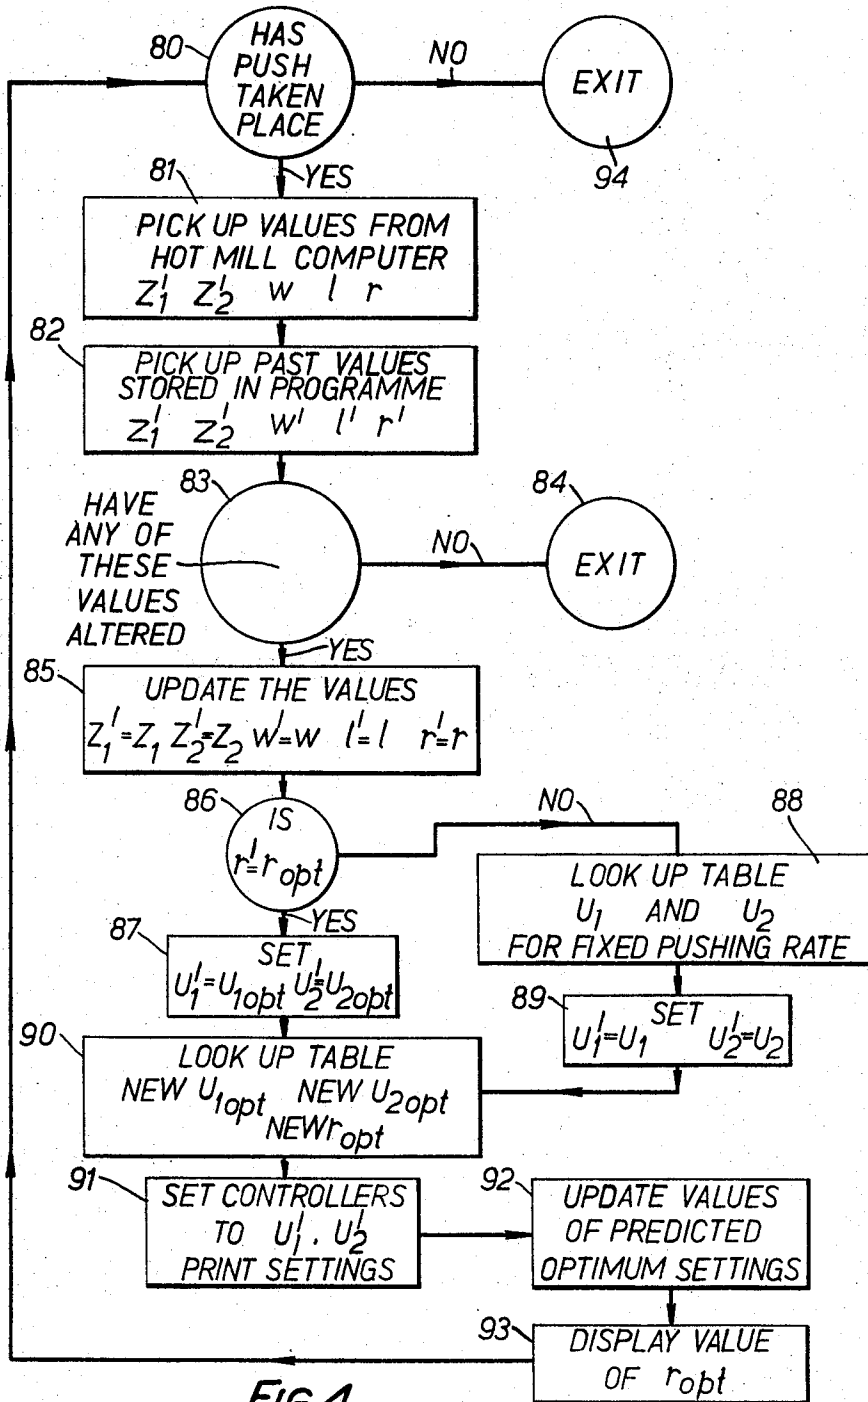 80
HAS
PUSH
TAKEN
PLACE
NO
EXIT
94
YES
81
PICK UP VALUES FROM
HOT MILL COMPUTER
Z₁' Z₂' w l r
82
PICK UP PAST VALUES
STORED IN PROGRAMME
Z₁' Z₂' w' l' r'
83
HAVE
ANY OF
THESE
VALUES
ALTERED
NO
84
EXIT
YES
85
UPDATE THE VALUES
Z₁'=Z₁ Z₂'=Z₂ w'=w l'=l r'=r
86
IS
r'=r opt
NO
88
LOOK UP TABLE
U₁ AND U₂
FOR FIXED PUSHING RATE
YES
87
SET
U₁'=U₁opt U₂'=U₂opt
89
SET
U₁'=U₁ U₂'=U₂
90
LOOK UP TABLE
NEW U₁opt NEW U₂opt
NEW r opt
91
SET CONTROLLERS
TO U₁'. U₂'
PRINT SETTINGS
92
UPDATE VALUES
OF PREDICTED
OPTIMUM SETTINGS
93
DISPLAY VALUE
OF r opt